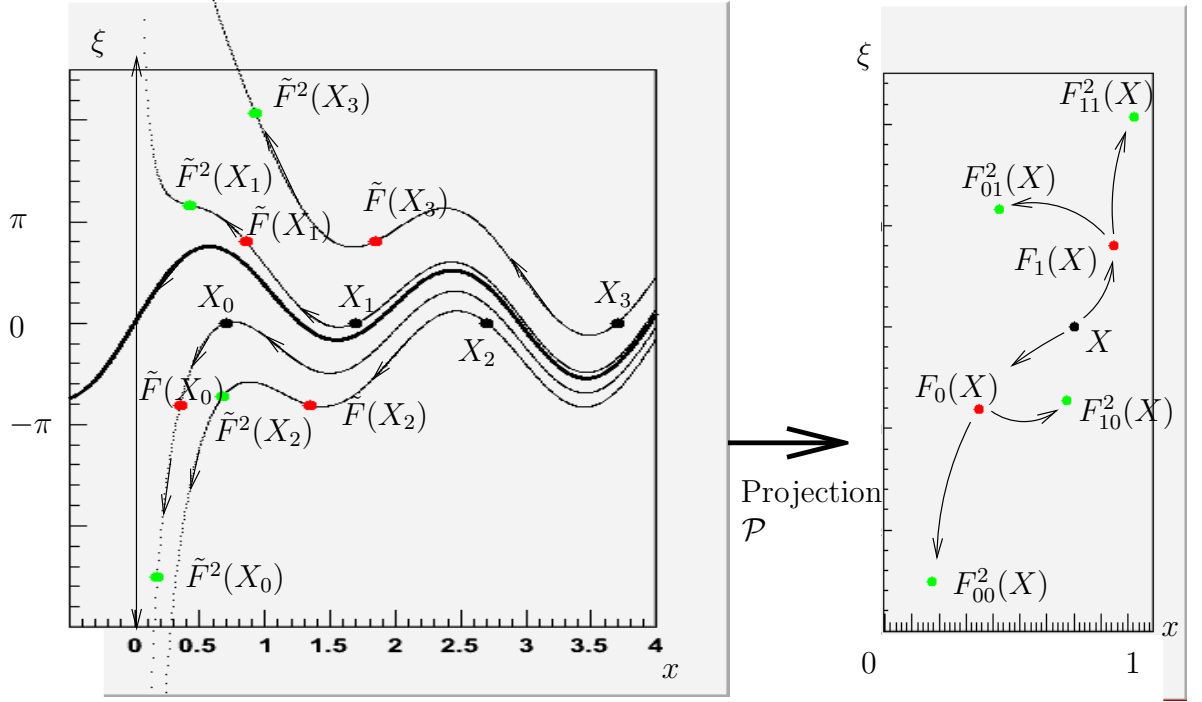 ξ
F̃²(X₃)
F̃²(X₁)
F̃(X₃)
F̃(X₁)
π
X₀
X₁
X₃
0
X₂
F̃(X₀)
F̃(X₂)
F̃²(X₂)
−π
F̃²(X₀)
0 0.5 1 1.5 2 2.5 3 3.5 4
x
Projection
𝒫
ξ
F²₁₁(X)
F²₀₁(X)
F₁(X)
X
F₀(X)
F²₁₀(X)
F²₀₀(X)
x
0 1